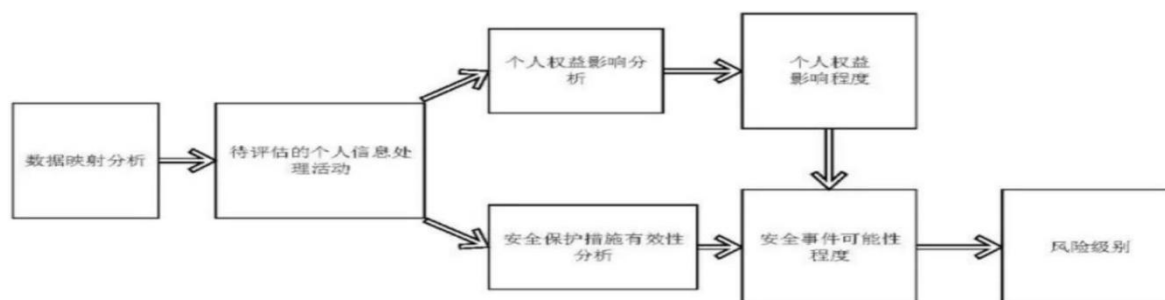 个人权益影响分
析
个人权益
影响程度
数据映射分析
待评估的个人信息处
理活动
安全保护措施有效性
分析
安全事件可能性
程度
风险级别